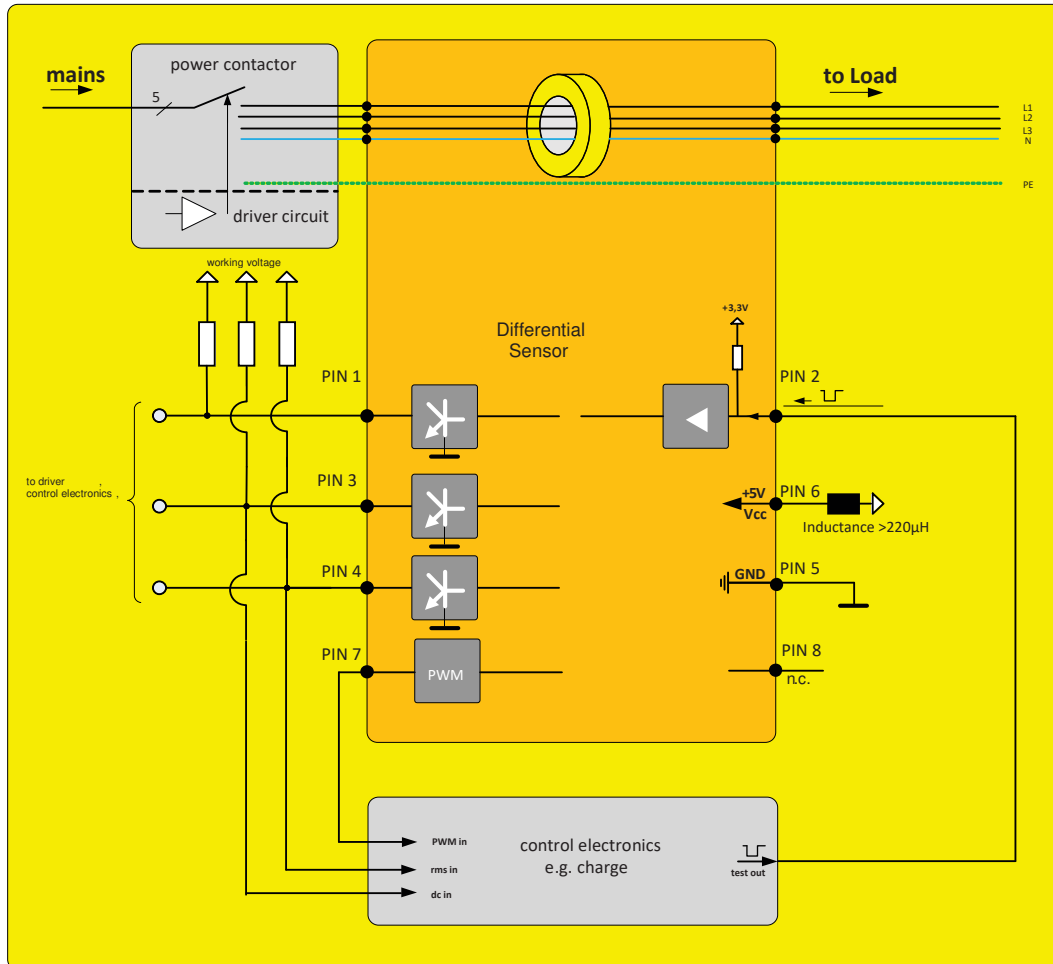 mains
power contactor
5
driver circuit
to Load
L1
L2
L3
N
PE
working voltage
Differential
Sensor
+3,3V
PIN 1
PIN 2
PIN 3
to driver ,
control electronics ,
+5V
Vcc
PIN 6
Inductance >220µH
PIN 4
GND
PIN 5
PIN 7
PWM
PIN 8
n.c.
PWM in
rms in
dc in
control electronics
e.g. charge
test out